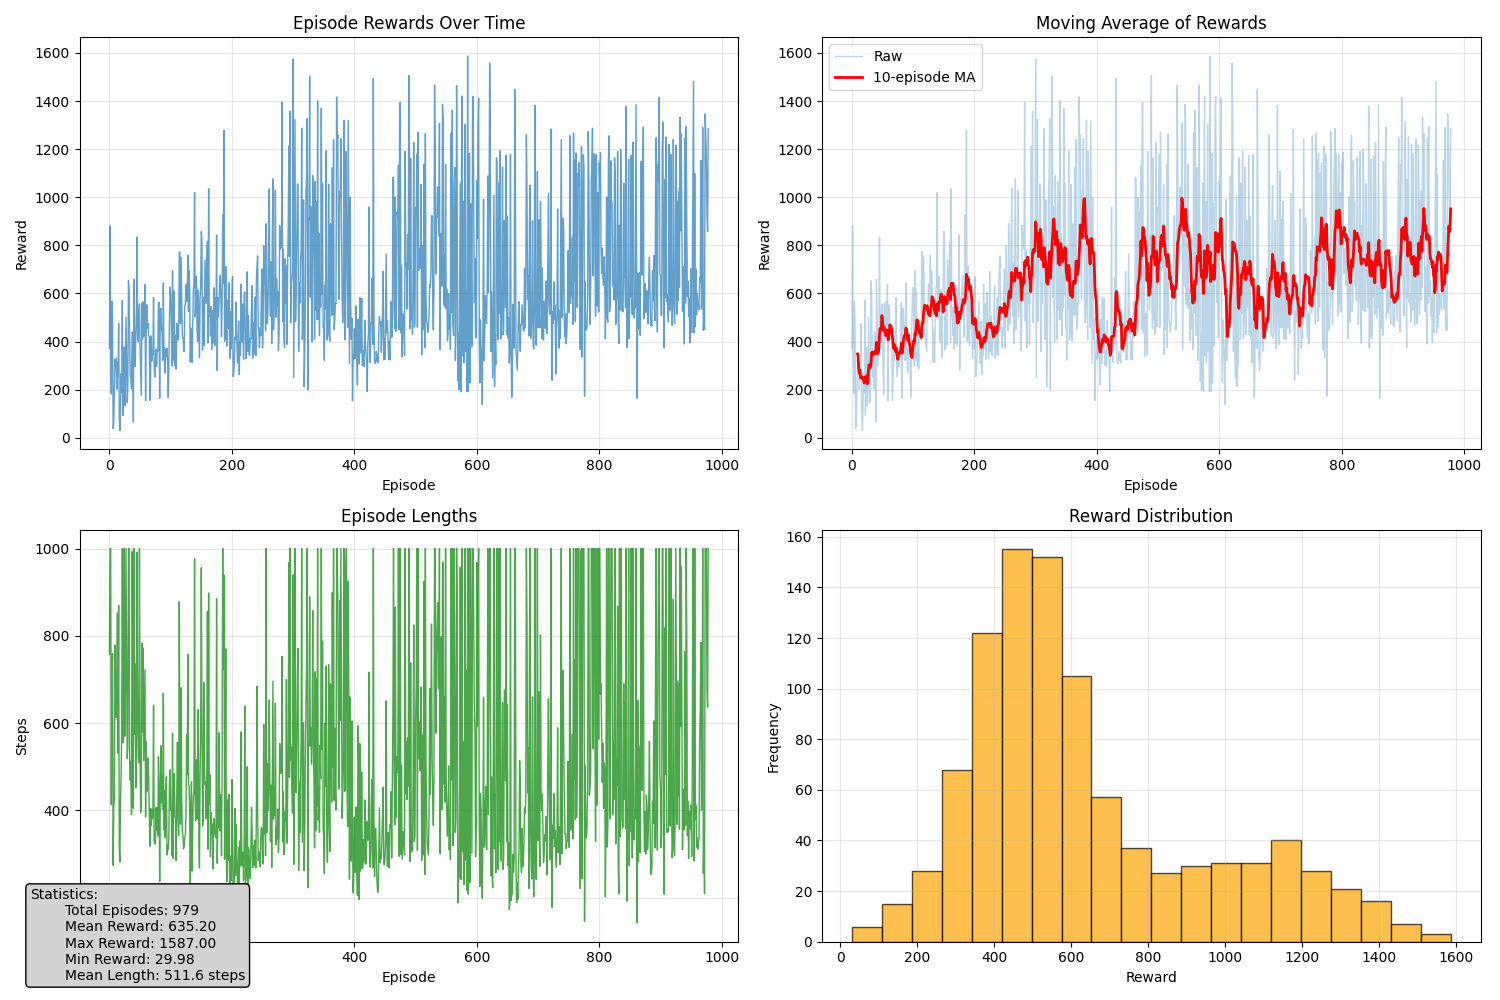 Episode Rewards Over Time
1600
1400
1200
1000
800
600
400
200
0
Reward
0 200 400 600 800 1000
Episode
Moving Average of Rewards
Raw
10-episode MA
1600
1400
1200
1000
800
600
400
200
0
Reward
0 200 400 600 800 1000
Episode
Episode Lengths
1000
800
600
400
Steps
400 600 800 1000
Episode
Statistics:
Total Episodes: 979
Mean Reward: 635.20
Max Reward: 1587.00
Min Reward: 29.98
Mean Length: 511.6 steps
Reward Distribution
160
140
120
100
80
60
40
20
0
Frequency
0 200 400 600 800 1000 1200 1400 1600
Reward